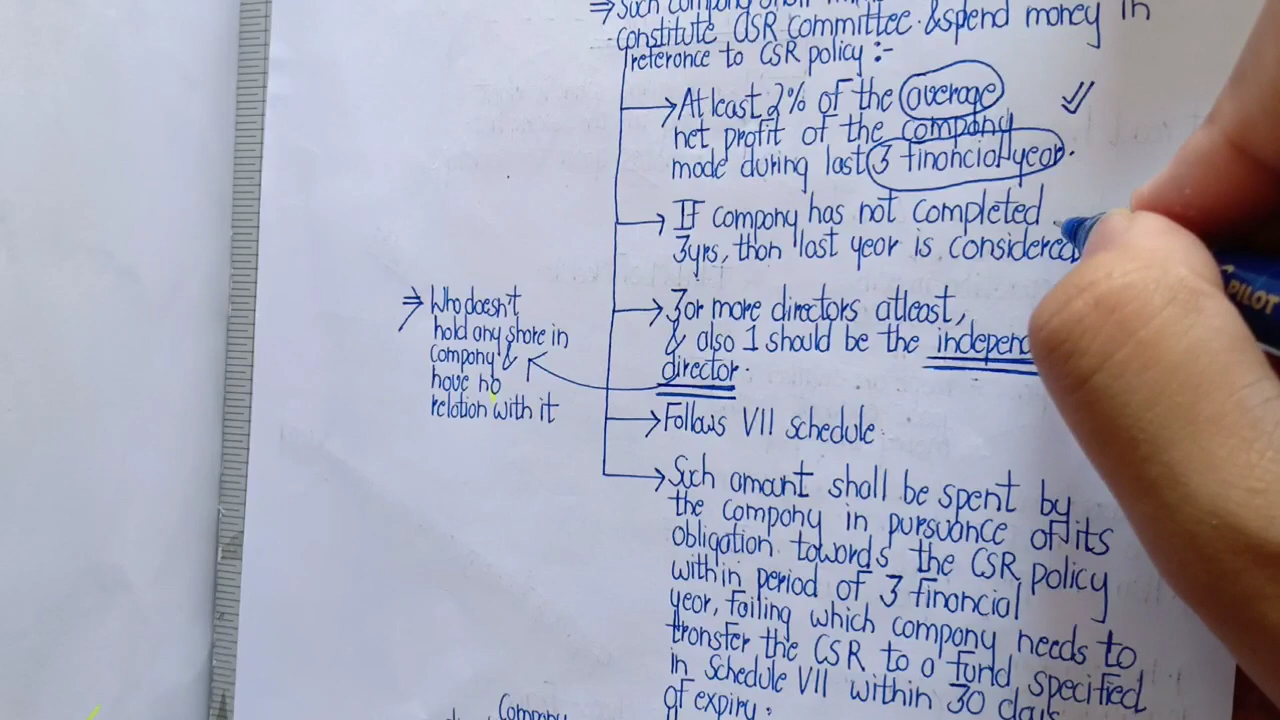 ⇒ Such company
constitute CSR committee & spend money in
reference to CSR policy :-
→ Atleast 2% of the average
net profit of the company
made during last 3 financial year.
→ If company has not completed
3yrs, than last year is considered
→ 3 or more directors atleast,
& also 1 should be the
director.
⇒ Who doesn't
hold any share in
company &
have no
relation with it
→ Follows VII schedule.
→ Such amount shall be spent by
the company in pursuance of its
obligation towards the CSR policy
within period of 3 financial
year, failing which company needs to
transfer the CSR to a fund specified
in Schedule VII within 30 days
of expiry.
Company
PILOT